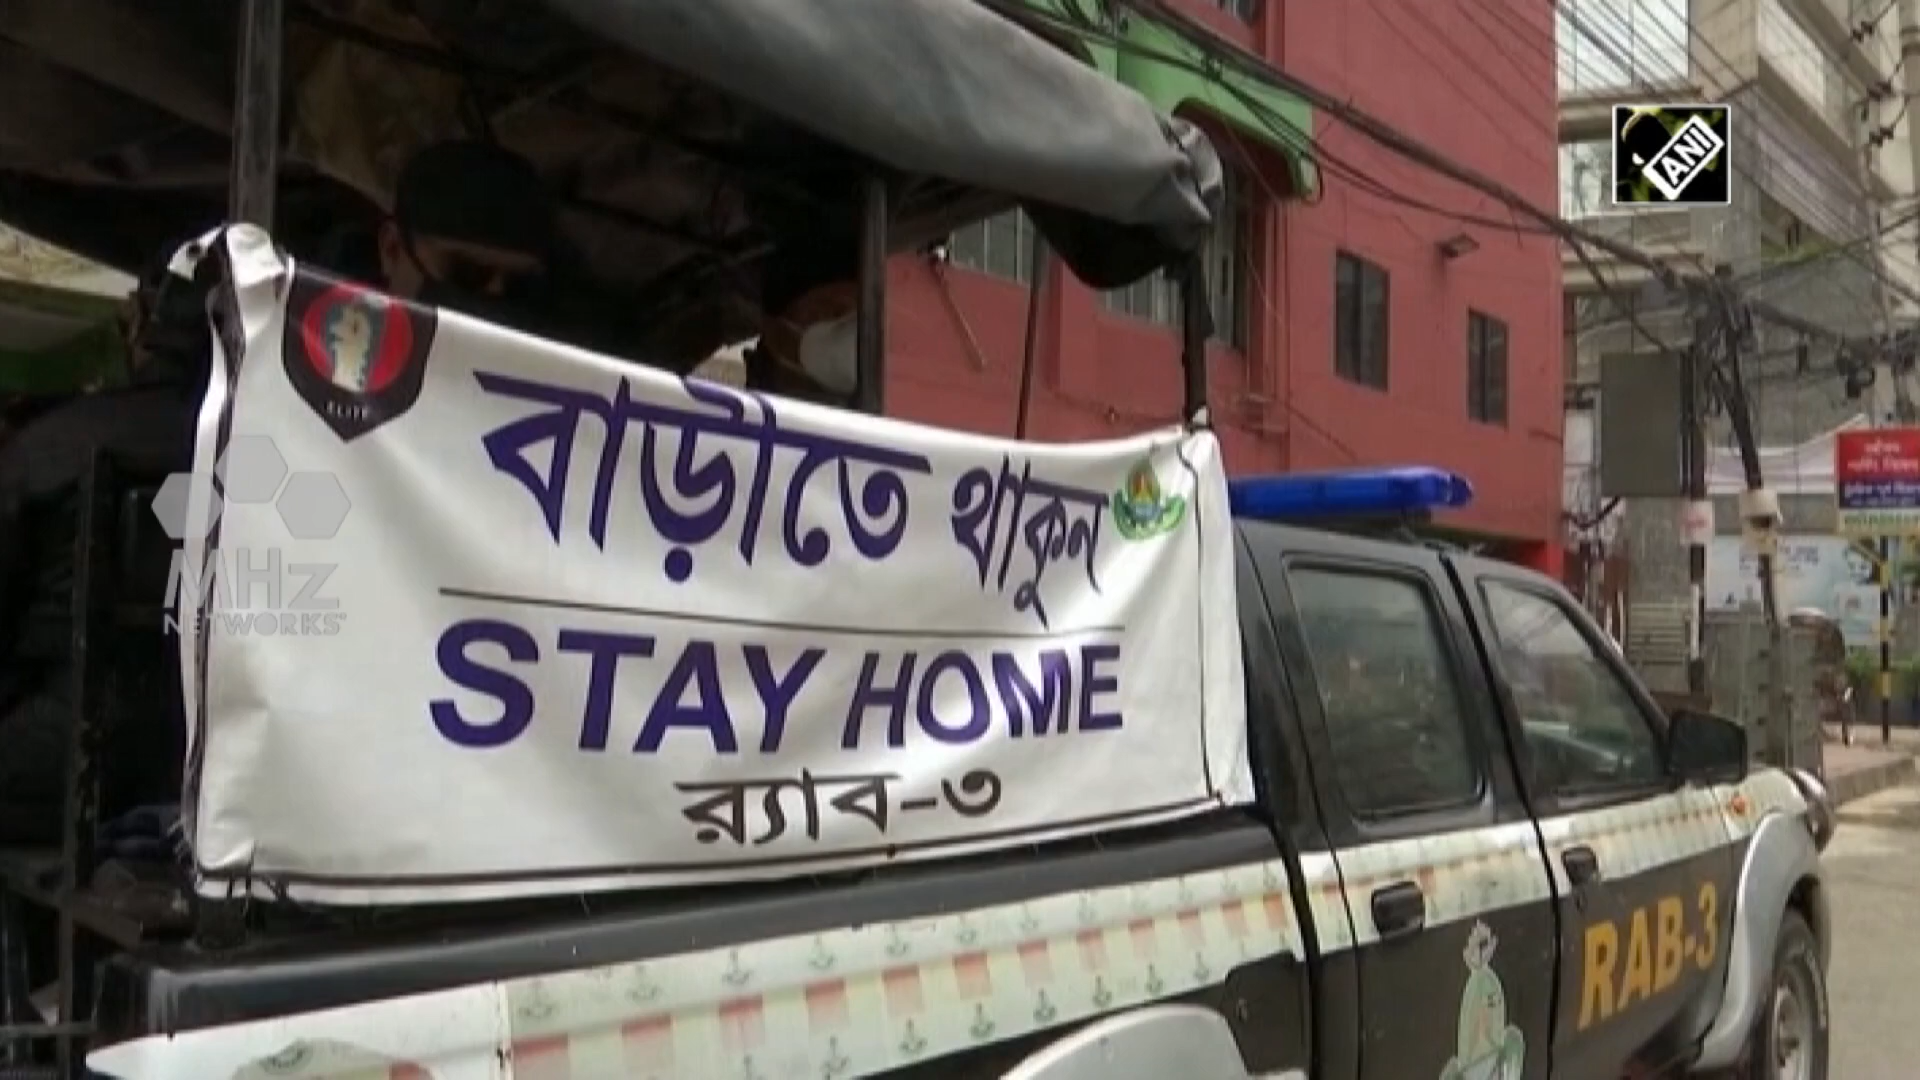 ANI
ELITE
বাড়ীতে থাকুন
STAY HOME
র‍্যাব-৩
MHz
NETWORKS
RAB-3